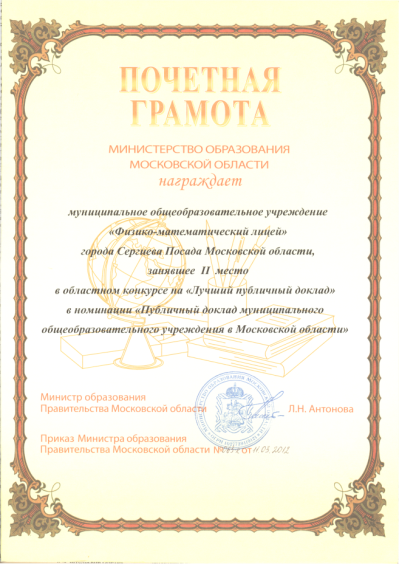 ПОЧЕТНАЯ
ГРАМОТА
МИНИСТЕРСТВО ОБРАЗОВАНИЯ
МОСКОВСКОЙ ОБЛАСТИ
награждает
муниципальное общеобразовательное учреждение
«Физико-математический лицей»
города Сергиева Посада Московской области,
занявшее II место
в областном конкурсе на «Лучший публичный доклад»
в номинации «Публичный доклад муниципального
общеобразовательного учреждения в Московской области»
Министр образования
Правительства Московской области
Л.Н. Антонова
Приказ Министра образования
Правительства Московской области № от 11.03.2012